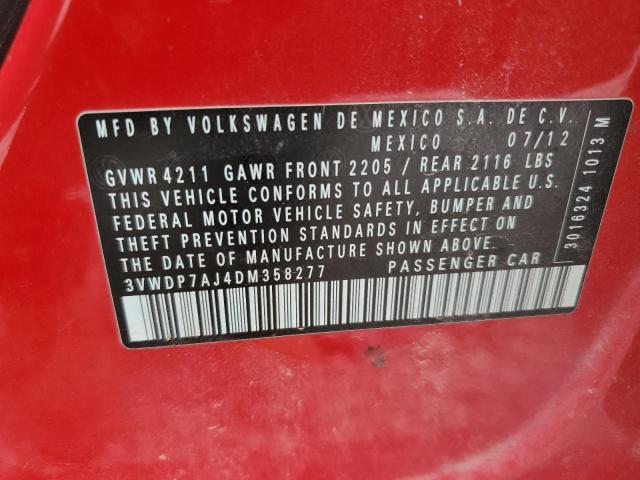 MFD BY VOLKSWAGEN DE MEXICO S.A. DE C.V.
MEXICO 07/12
GVWR 4211 GAWR FRONT 2205 / REAR 2116 LBS
THIS VEHICLE CONFORMS TO ALL APPLICABLE U.S.
FEDERAL MOTOR VEHICLE SAFETY, BUMPER AND
THEFT PREVENTION STANDARDS IN EFFECT ON
THE DATE OF MANUFACTURE SHOWN ABOVE.
3VWDP7AJ4DM358277 PASSENGER CAR
3016324 1013 M